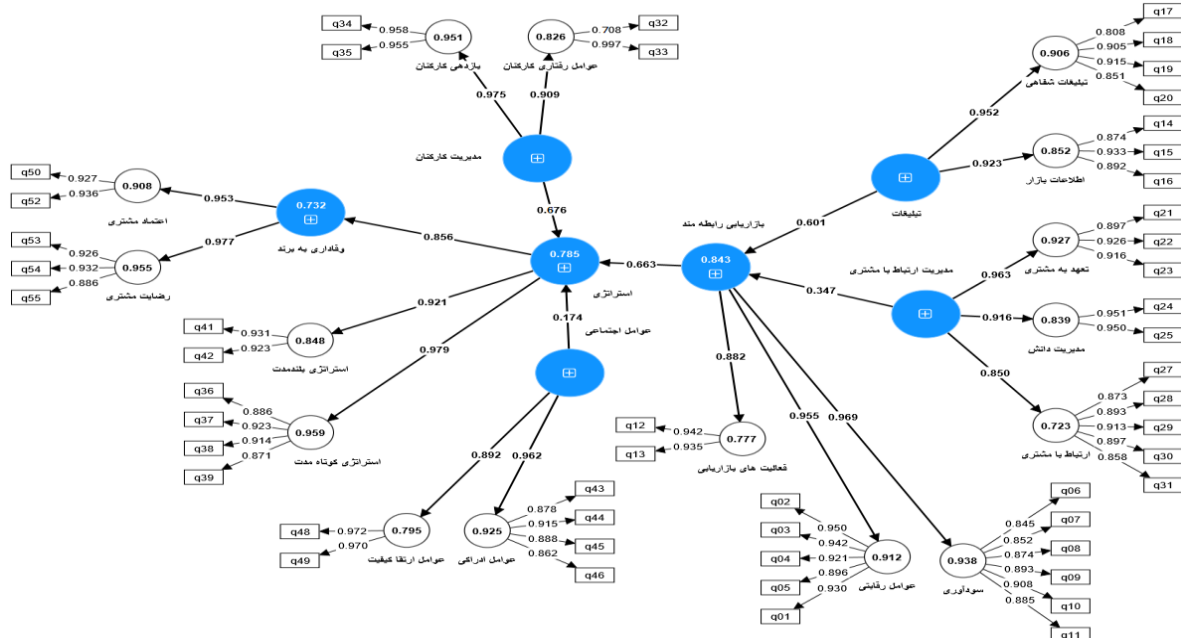 q34
0.958
q35
0.955
0.951
بازدهی کارکنان
0.826
0.708
q32
0.997
q33
عوامل رفتاری کارکنان
0.975
0.909
مدیریت کارکنان
0.676
q17
0.808
q18
0.905
q19
0.915
q20
0.851
0.906
تبلیغات شفاهی
0.952
q14
0.874
q15
0.933
q16
0.892
0.852
اطلاعات بازار
0.923
تبلیغات
0.601
q50
0.927
q52
0.936
0.908
اعتماد مشتری
0.953
q53
0.926
q54
0.932
q55
0.886
0.955
رضایت مشتری
0.977
0.732
وفاداری به برند
0.856
0.785
استراتژی
0.663
بازاریابی رابطه مند
0.843
0.347
مدیریت ارتباط با مشتری
q21
0.897
q22
0.926
q23
0.916
0.927
تعهد به مشتری
0.963
q24
0.951
q25
0.950
0.839
مدیریت دانش
0.916
q27
0.873
q28
0.893
q29
0.913
q30
0.897
q31
0.858
0.723
ارتباط با مشتری
0.850
q41
0.931
q42
0.923
0.848
استراتژی بلندمدت
0.921
q36
0.886
q37
0.923
q38
0.914
q39
0.871
0.959
استراتژی کوتاه مدت
0.979
0.174
عوامل اجتماعی
q48
0.972
q49
0.970
0.795
عوامل ارتقا کیفیت
0.892
q43
0.878
q44
0.915
q45
0.888
q46
0.862
0.925
عوامل ادراکی
0.962
q12
0.942
q13
0.935
0.777
فعالیت های بازاریابی
0.882
q02
0.950
q03
0.942
q04
0.921
q05
0.896
q01
0.930
0.912
عوامل رقابتی
0.955
q06
0.845
q07
0.852
q08
0.874
q09
0.893
q10
0.908
q11
0.885
0.938
سودآوری
0.969